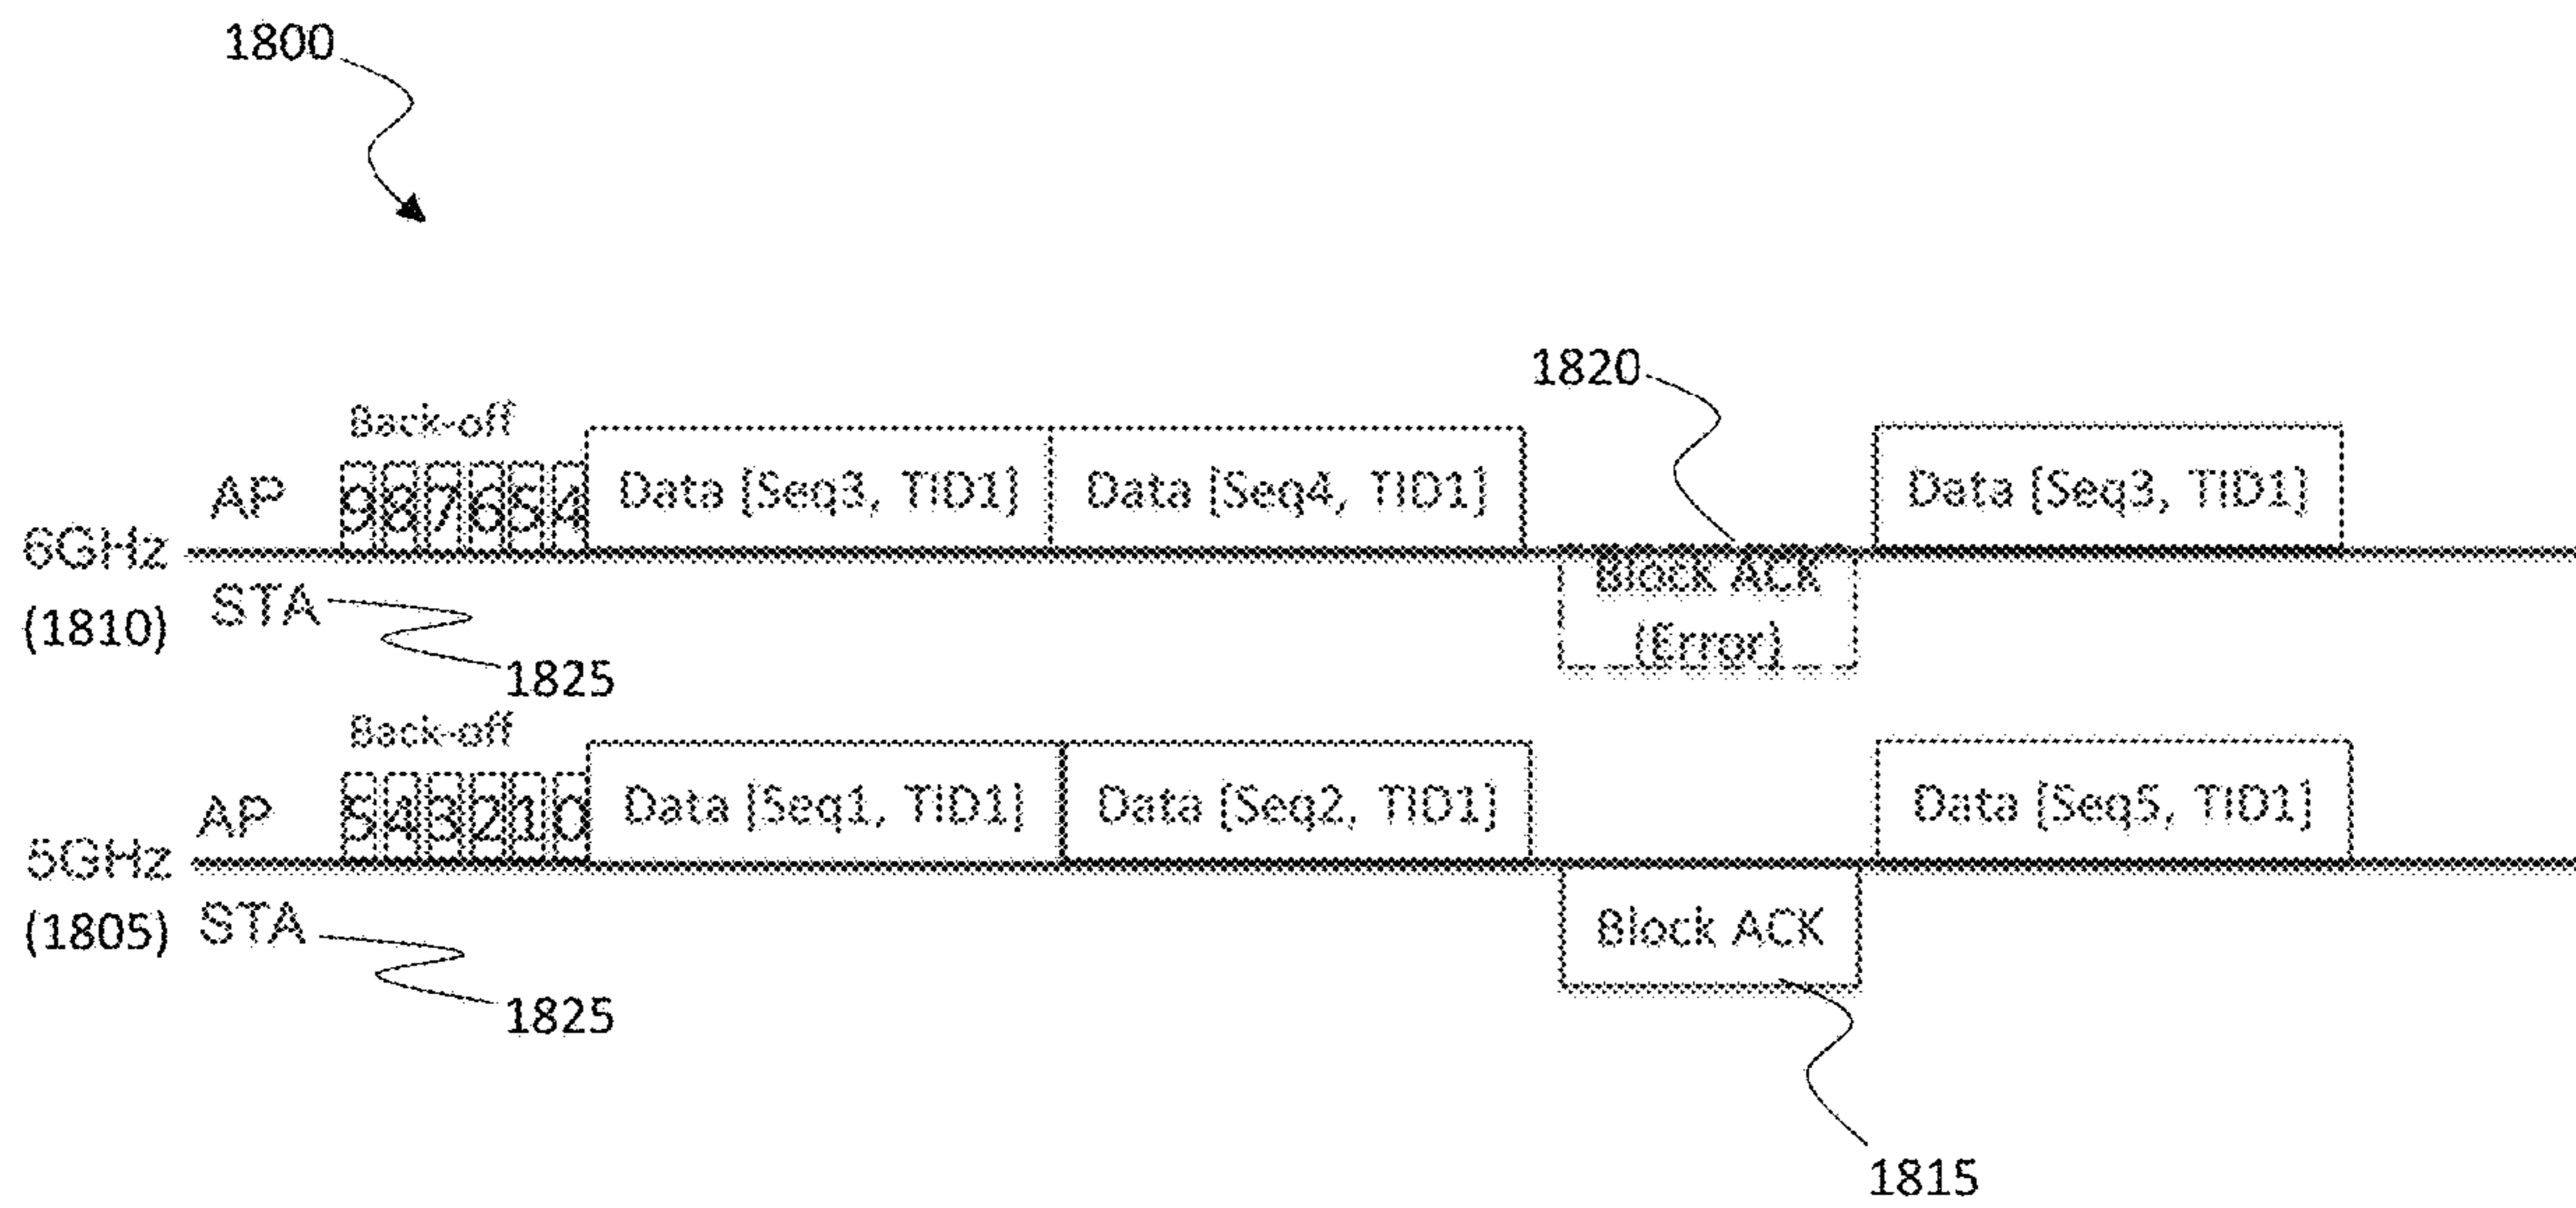 1800
1820
Back-off
AP 9 8 7 6 5 4 Data [Seq3, TID1] Data [Seq4, TID1] Data [Seq3, TID1]
6GHz
Block ACK
(1810) STA
(Error)
1825
Back-off
AP 5 4 3 2 1 0 Data [Seq1, TID1] Data [Seq2, TID1] Data [Seq5, TID1]
5GHz
(1805) STA
Block ACK
1825
1815